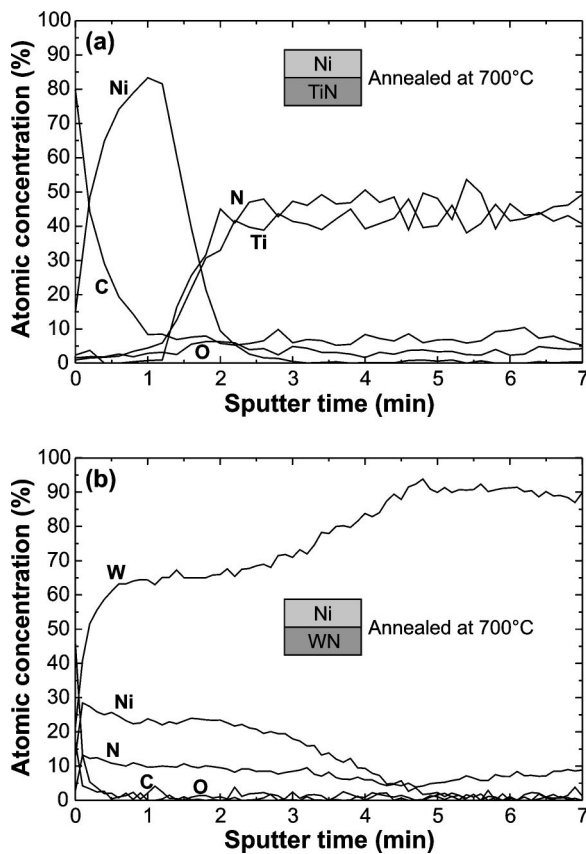 (a)
Atomic concentration (%)
100
90
80
70
60
50
40
30
20
10
0
Ni
C
N
Ti
O
Ni
TiN
Annealed at 700°C
0 1 2 3 4 5 6 7
Sputter time (min)
(b)
Atomic concentration (%)
100
90
80
70
60
50
40
30
20
10
0
W
Ni
N
C
O
Ni
WN
Annealed at 700°C
0 1 2 3 4 5 6 7
Sputter time (min)